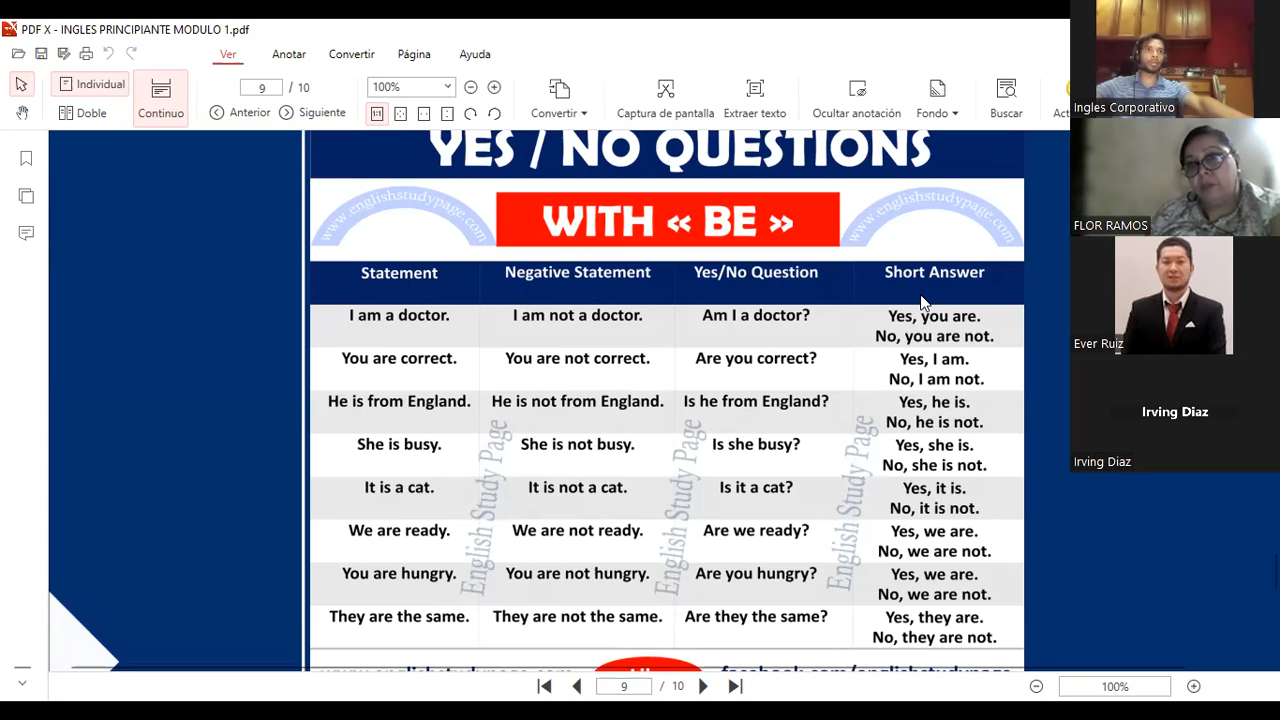 PDF X - INGLES PRINCIPIANTE MODULO 1.pdf
Ver Anotar Convertir Página Ayuda
Individual
Doble
Continuo
9 / 10
Anterior Siguiente
100%
Convertir
Captura de pantalla
Extraer texto
Ocultar anotación
Fondo
Buscar
YES / NO QUESTIONS
www.englishstudypage.com
WITH « BE »
www.englishstudypage.com
Statement Negative Statement Yes/No Question Short Answer
I am a doctor. I am not a doctor. Am I a doctor? Yes, you are.
No, you are not.
You are correct. You are not correct. Are you correct? Yes, I am.
No, I am not.
He is from England. He is not from England. Is he from England? Yes, he is.
No, he is not.
She is busy. She is not busy. Is she busy? Yes, she is.
No, she is not.
It is a cat. It is not a cat. Is it a cat? Yes, it is.
No, it is not.
We are ready. We are not ready. Are we ready? Yes, we are.
No, we are not.
You are hungry. You are not hungry. Are you hungry? Yes, we are.
No, we are not.
They are the same. They are not the same. Are they the same? Yes, they are.
No, they are not.
English Study Page
English Study Page
English Study Page
www.englishstudypage.com
facebook.com/englishstudypage
9 / 10
100%
Ingles Corporativo
FLOR RAMOS
Ever Ruiz
Irving Diaz
Irving Diaz